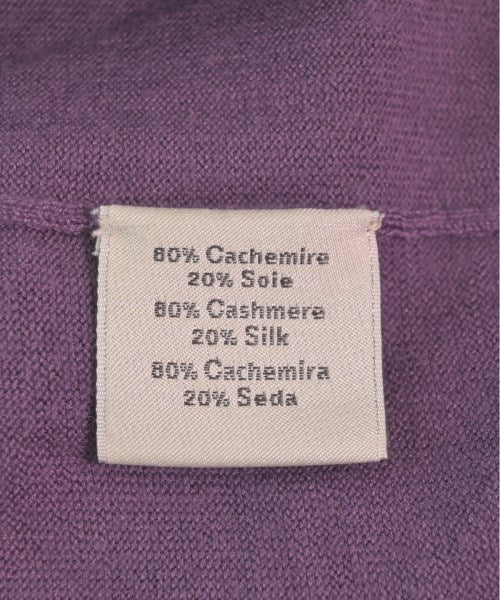 80% Cachemire
20% Soie
80% Cashmere
20% Silk
80% Cachemira
20% Seda